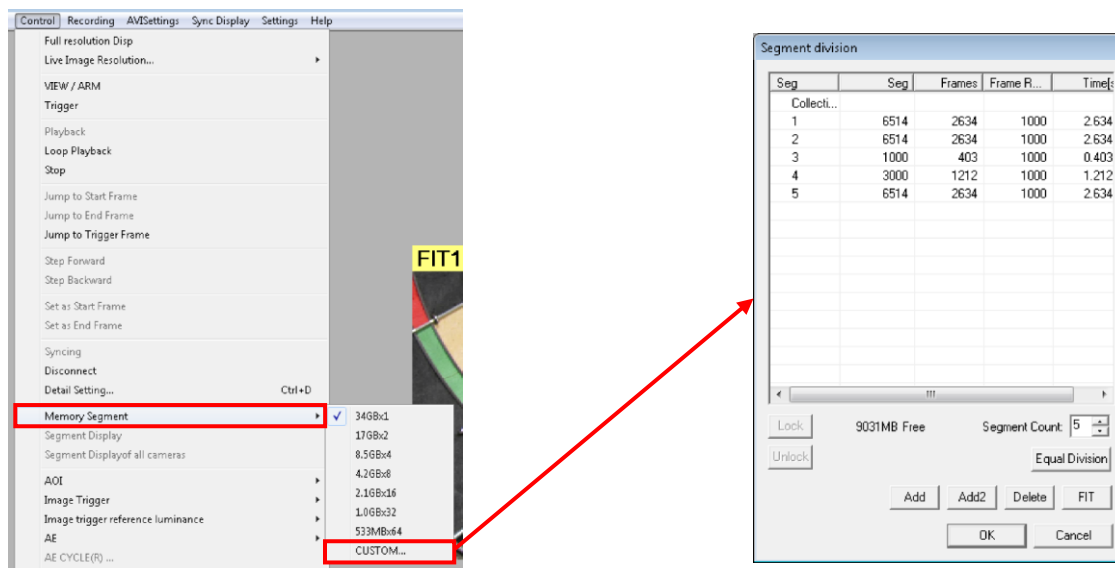 Control Recording AVISettings Sync Display Settings Help
Full resolution Disp
Live Image Resolution...
VIEW / ARM
Trigger
Playback
Loop Playback
Stop
Jump to Start Frame
Jump to End Frame
Jump to Trigger Frame
Step Forward
Step Backward
Set as Start Frame
Set as End Frame
Syncing
Disconnect
Detail Setting... Ctrl+D
Memory Segment
Segment Display
Segment Displayof all cameras
AOI
Image Trigger
Image trigger reference luminance
AE
AE CYCLE(R) ...
34GBx1
17GBx2
8.5GBx4
4.2GBx8
2.1GBx16
1.0GBx32
533MBx64
CUSTOM...
FIT1
Segment division
Seg Seg Frames Frame R... Time[s
Collecti...
1 6514 2634 1000 2.634
2 6514 2634 1000 2.634
3 1000 403 1000 0.403
4 3000 1212 1000 1.212
5 6514 2634 1000 2.634
Lock 9031MB Free Segment Count: 5
Unlock Equal Division
Add Add2 Delete FIT
OK Cancel